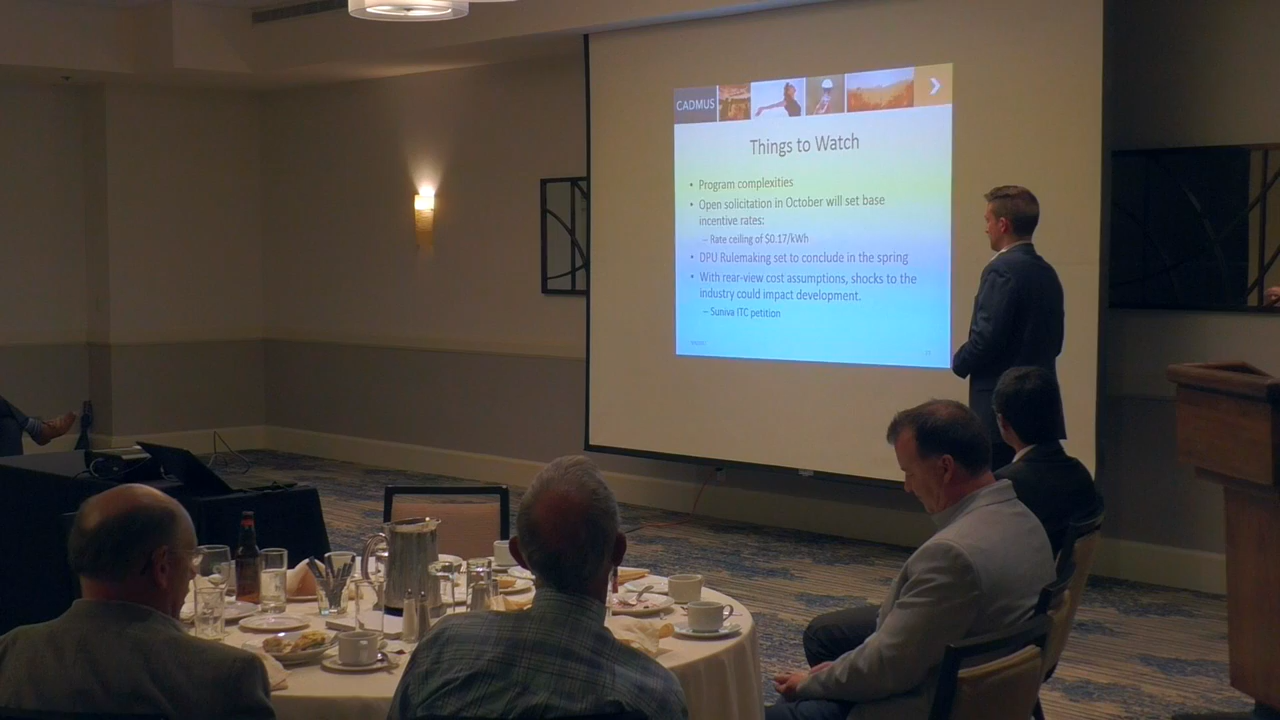 CADMUS
Things to Watch
• Program complexities
• Open solicitation in October will set base
incentive rates:
– Rate ceiling of $0.17/kWh
• DPU Rulemaking set to conclude in the spring
• With rear-view cost assumptions, shocks to the
industry could impact development.
– Suniva ITC petition